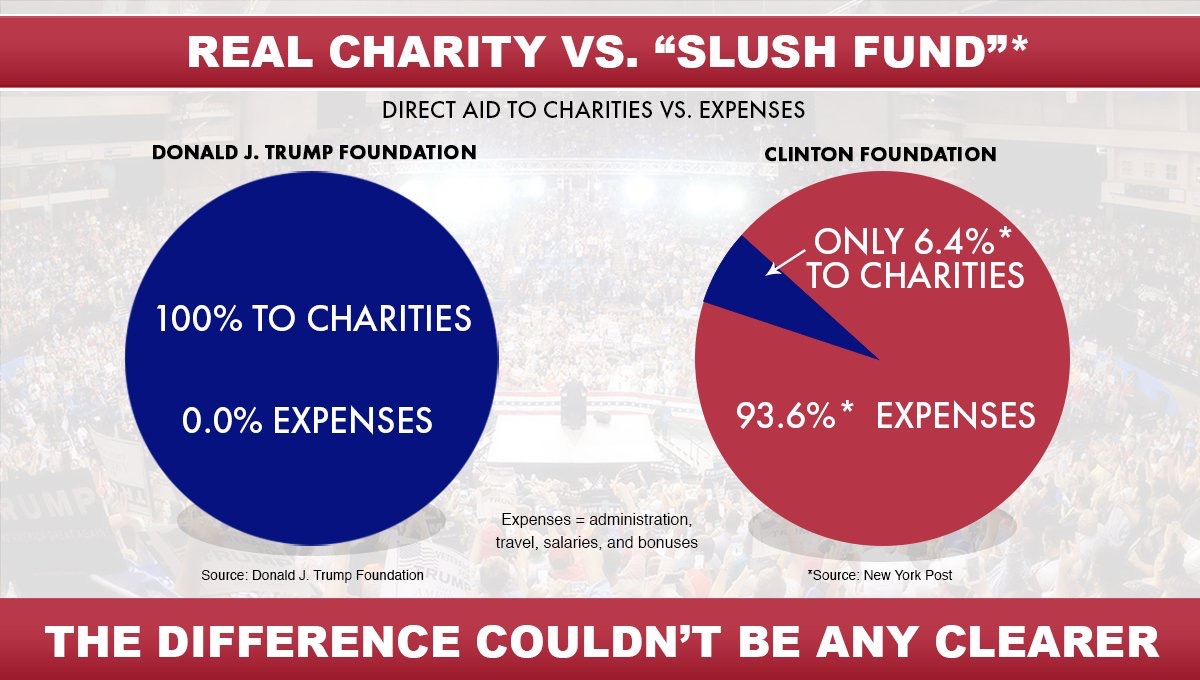 REAL CHARITY VS. “SLUSH FUND”*
DIRECT AID TO CHARITIES VS. EXPENSES
DONALD J. TRUMP FOUNDATION
100% TO CHARITIES
0.0% EXPENSES
Source: Donald J. Trump Foundation
CLINTON FOUNDATION
ONLY 6.4%*
TO CHARITIES
93.6%* EXPENSES
*Source: New York Post
Expenses = administration,
travel, salaries, and bonuses
TRUMP
TRUMP
THE DIFFERENCE COULDN’T BE ANY CLEARER